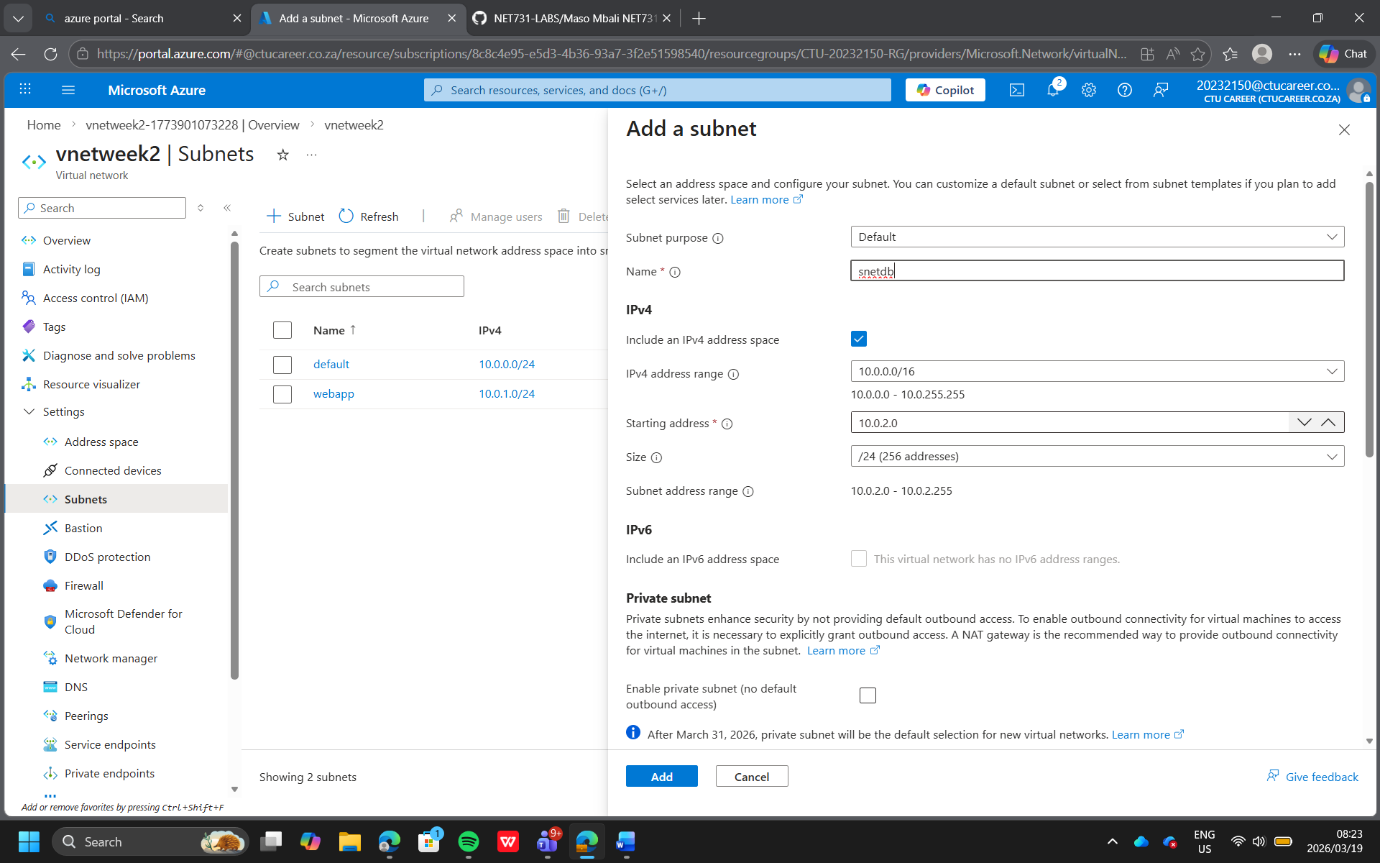 azure portal - Search
Add a subnet - Microsoft Azure
NET731-LABS/Maso Mbali NET731
https://portal.azure.com/#@ctucareer.co.za/resource/subscriptions/8c8c4e95-e5d3-4b36-93a7-3f2e51598540/resourcegroups/CTU-20232150-RG/providers/Microsoft.Network/virtualN...
Chat
Microsoft Azure
Search resources, services, and docs (G+/)
Copilot
2
20232150@ctucareer.co....
CTU CAREER (CTUCAREER.CO.ZA)
Home > vnetweek2-1773901073228 | Overview > vnetweek2
vnetweek2 | Subnets
Virtual network
Search
Overview
Activity log
Access control (IAM)
Tags
Diagnose and solve problems
Resource visualizer
Settings
Address space
Connected devices
Subnets
Bastion
DDoS protection
Firewall
Microsoft Defender for
Cloud
Network manager
DNS
Peerings
Service endpoints
Private endpoints
Add or remove favorites by pressing Ctrl+Shift+F
Subnet
Refresh
Manage users
Delete
Create subnets to segment the virtual network address space into
Search subnets
Name ↑ IPv4
default 10.0.0.0/24
webapp 10.0.1.0/24
Showing 2 subnets
Add a subnet
Select an address space and configure your subnet. You can customize a default subnet or select from subnet templates if you plan to add
select services later. Learn more
Subnet purpose Default
Name * snetdb
IPv4
Include an IPv4 address space
IPv4 address range 10.0.0.0/16
10.0.0.0 - 10.0.255.255
Starting address * 10.0.2.0
Size /24 (256 addresses)
Subnet address range 10.0.2.0 - 10.0.2.255
IPv6
Include an IPv6 address space This virtual network has no IPv6 address ranges.
Private subnet
Private subnets enhance security by not providing default outbound access. To enable outbound connectivity for virtual machines to access
the internet, it is necessary to explicitly grant outbound access. A NAT gateway is the recommended way to provide outbound connectivity
for virtual machines in the subnet. Learn more
Enable private subnet (no default
outbound access)
After March 31, 2026, private subnet will be the default selection for new virtual networks. Learn more
Add
Cancel
Give feedback
Search
1
9+
ENG
US
08:23
2026/03/19